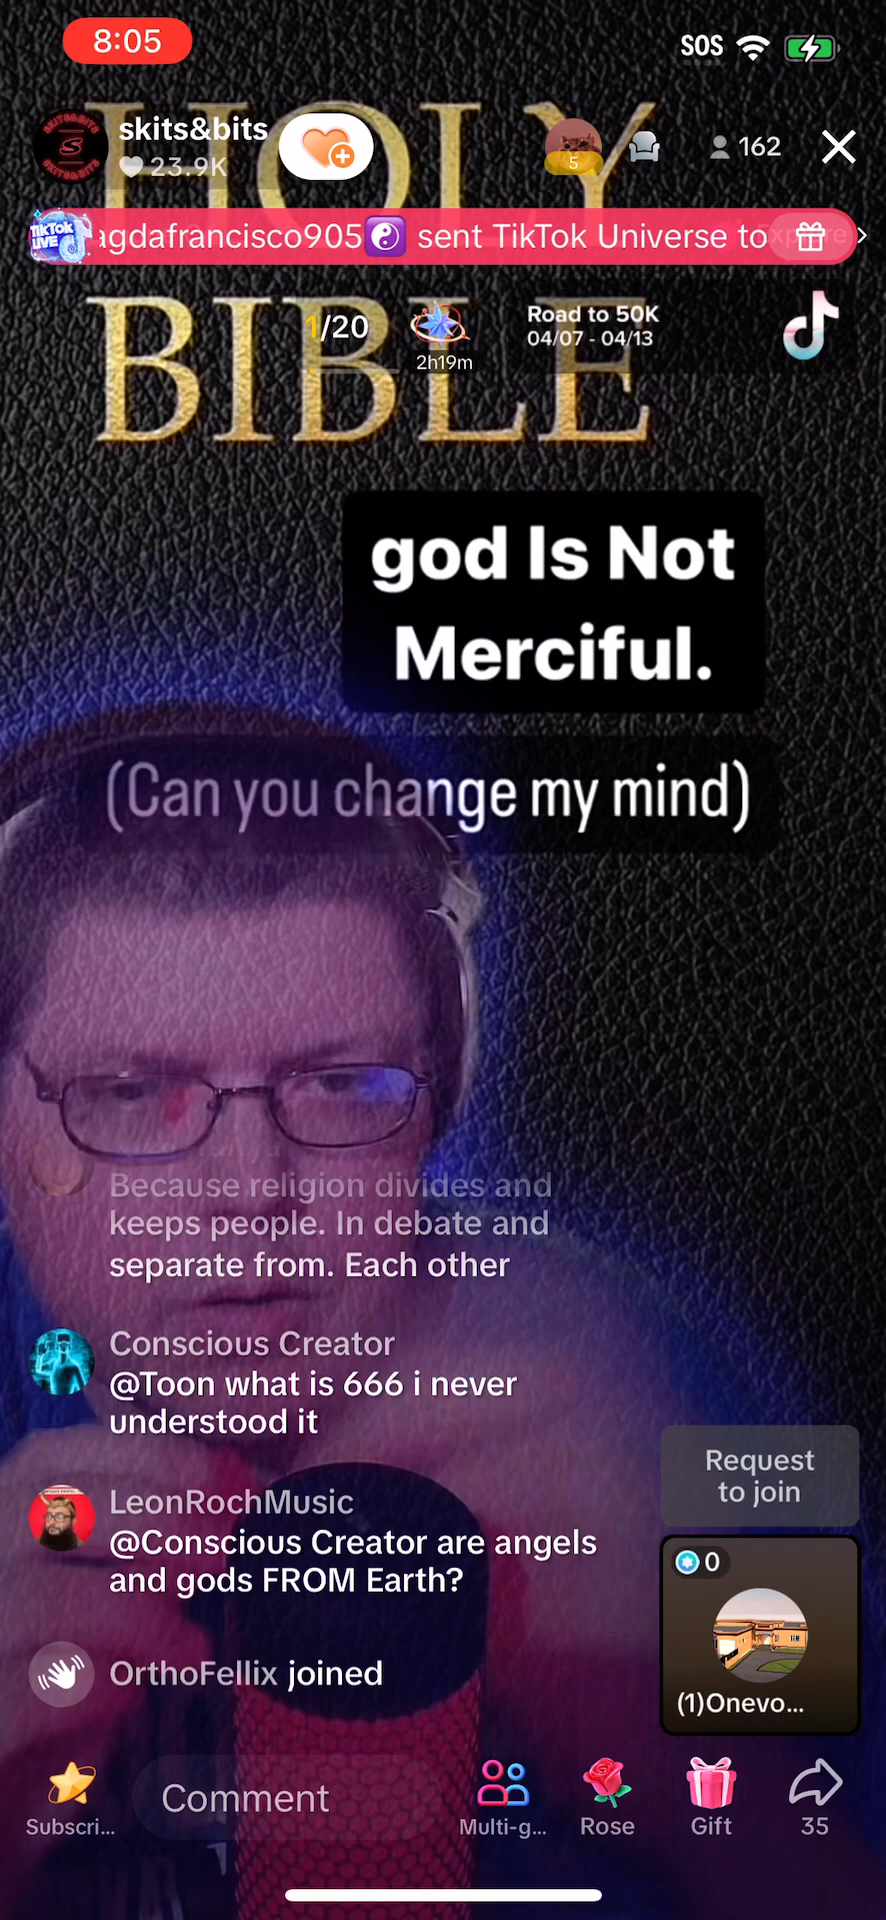 8:05
SOS
HOLY
skits&bits
23.9K
5
162
TikTok
LIVE
agdafrancisco905 sent TikTok Universe to
BIBLE
1/20
2h19m
Road to 50K
04/07 - 04/13
god Is Not
Merciful.
(Can you change my mind)
Because religion divides and
keeps people. In debate and
separate from. Each other
Conscious Creator
@Toon what is 666 i never
understood it
LeonRochMusic
@Conscious Creator are angels
and gods FROM Earth?
OrthoFellix joined
Request
to join
0
(1)Onevo...
Comment
Subscri...
Multi-g...
Rose
Gift
35